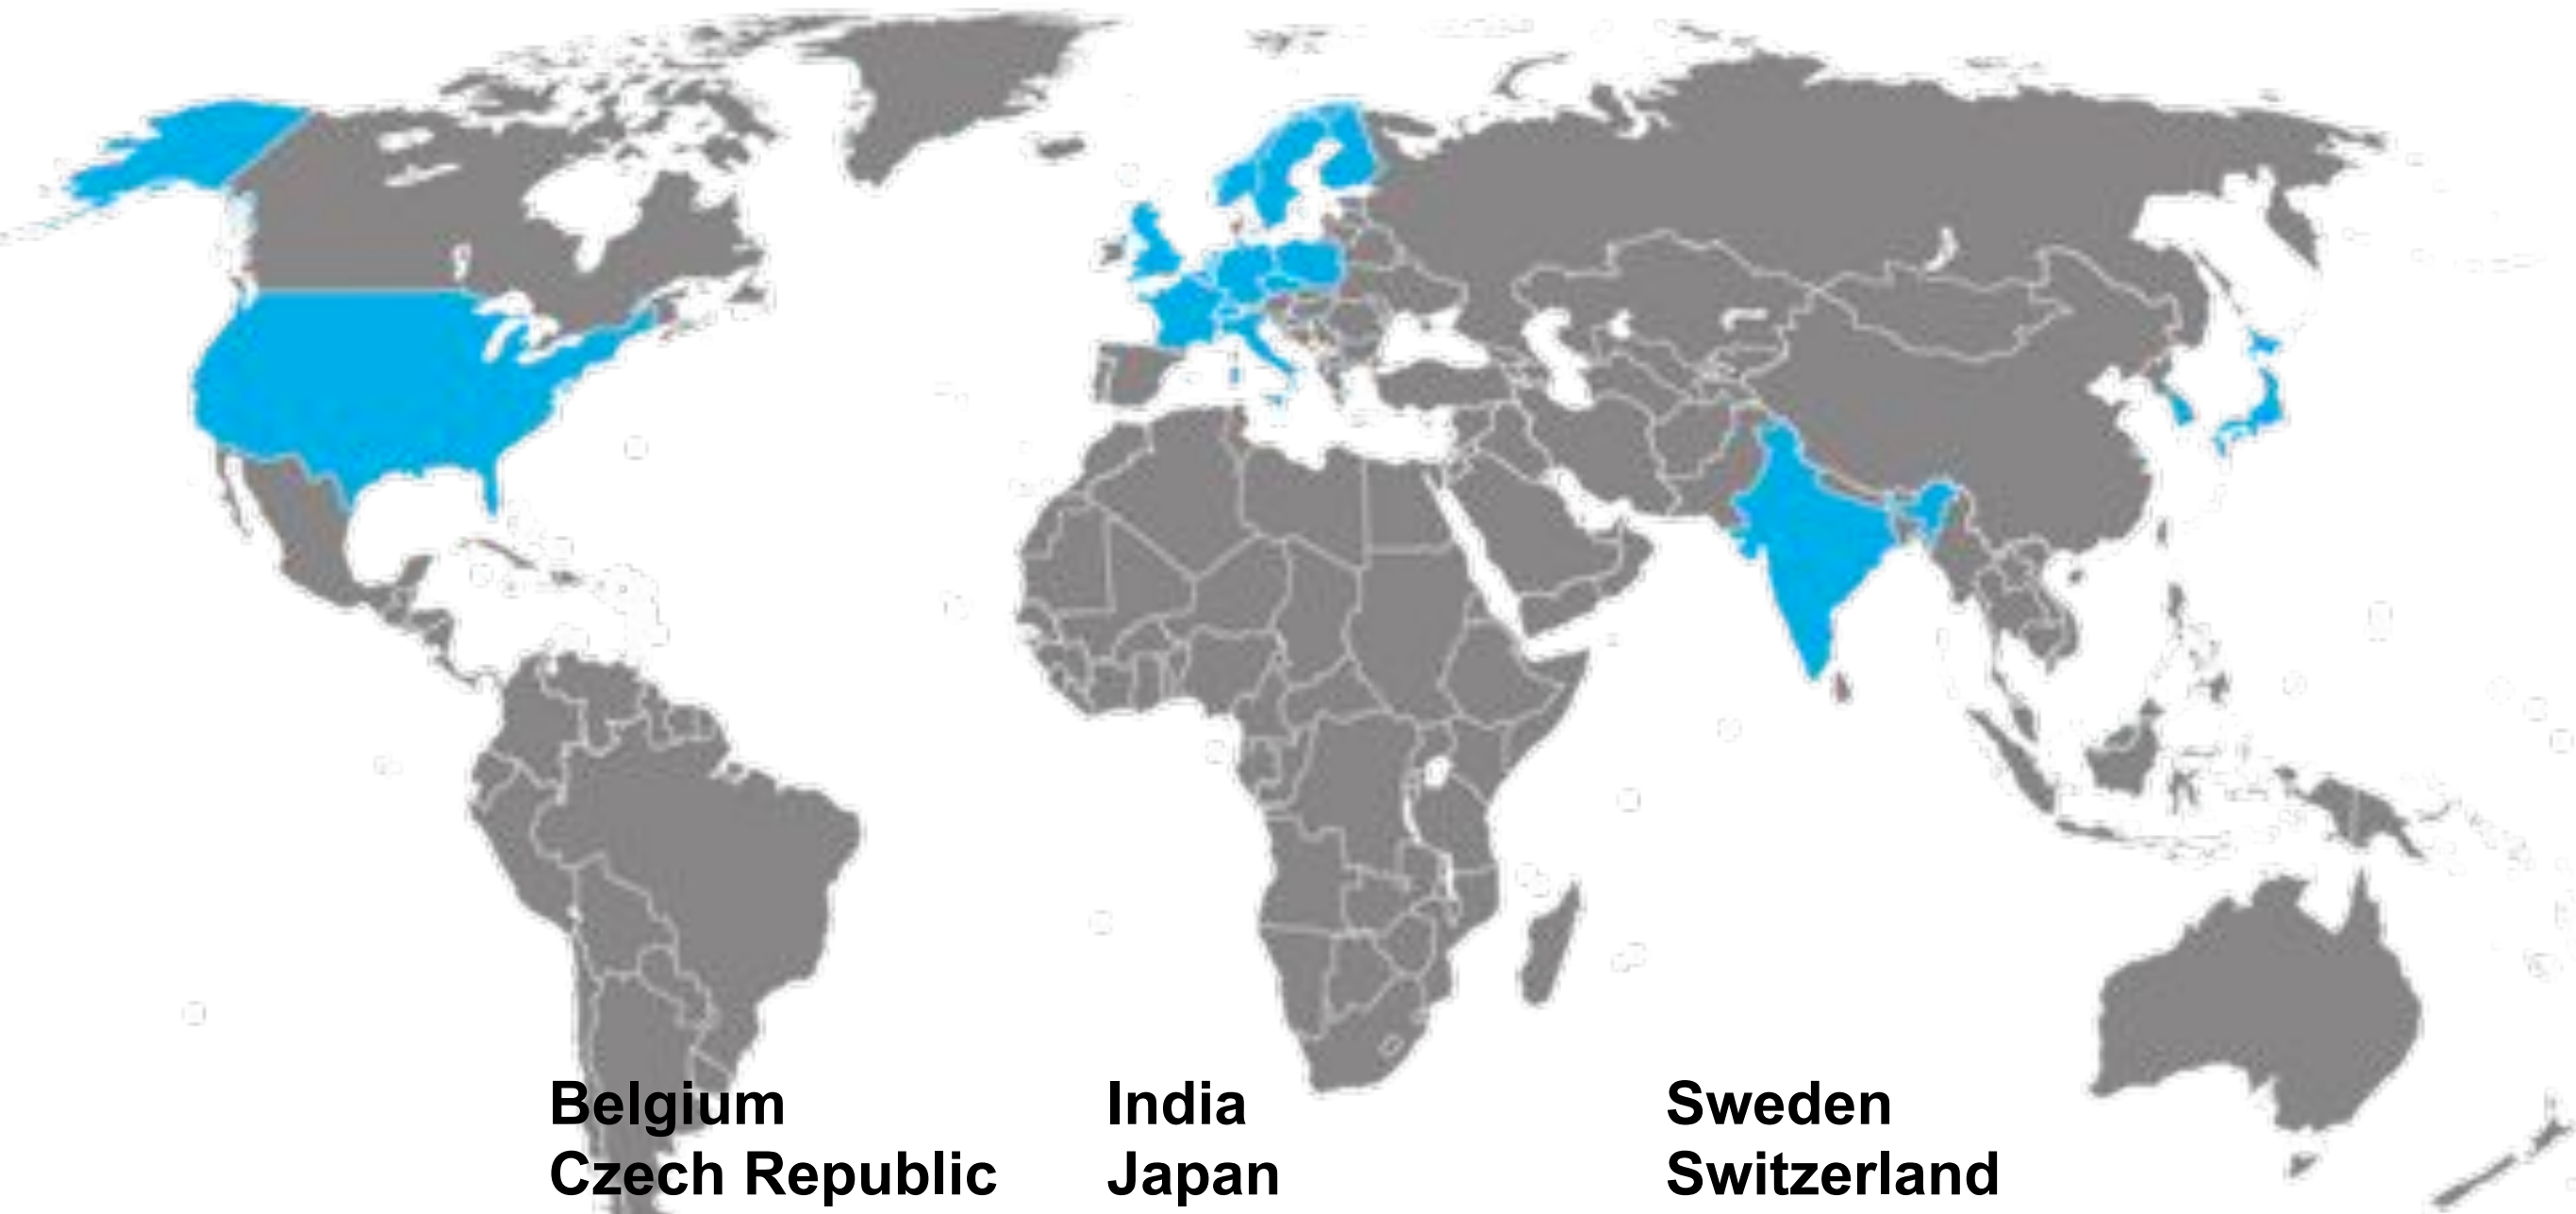 Belgium
Czech Republic
India
Japan
Sweden
Switzerland